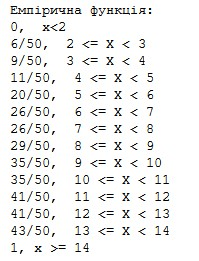 Емпірична функція:
0, x<2
6/50, 2 <= X < 3
9/50, 3 <= X < 4
11/50, 4 <= X < 5
20/50, 5 <= X < 6
26/50, 6 <= X < 7
26/50, 7 <= X < 8
29/50, 8 <= X < 9
35/50, 9 <= X < 10
35/50, 10 <= X < 11
41/50, 11 <= X < 12
41/50, 12 <= X < 13
43/50, 13 <= X < 14
1, x >= 14